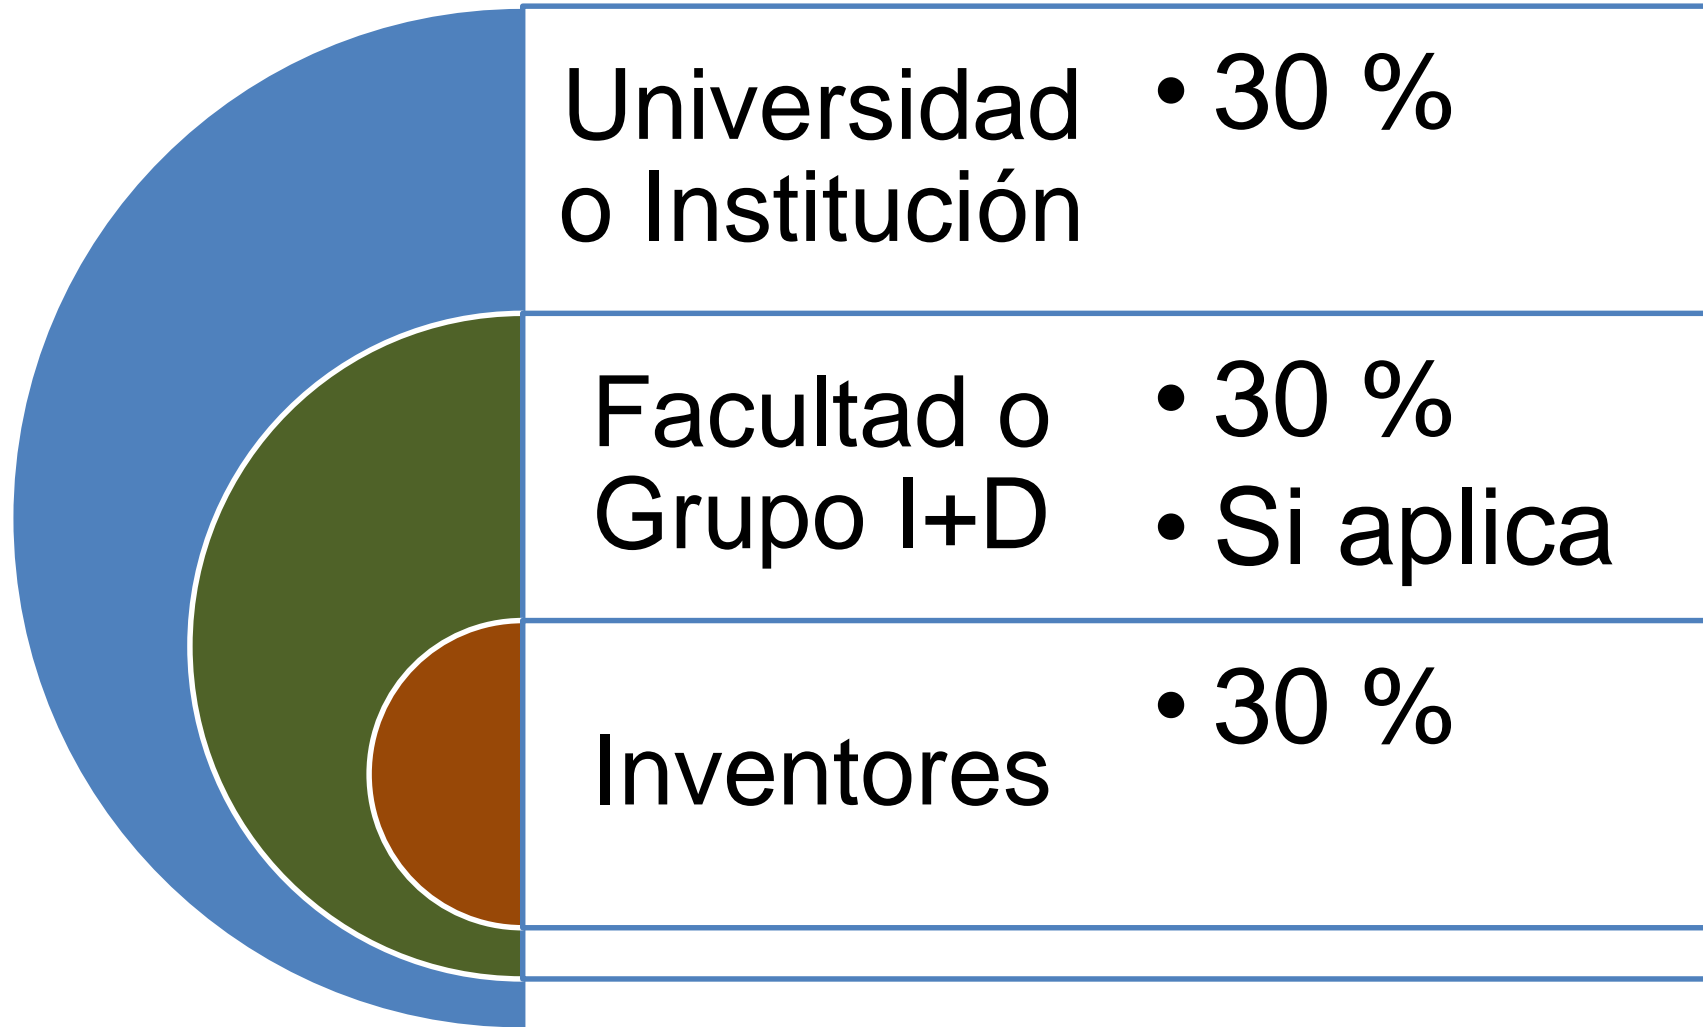 Universidad
o Institución
• 30 %
Facultad o
Grupo I+D
• 30 %
• Si aplica
Inventores
• 30 %